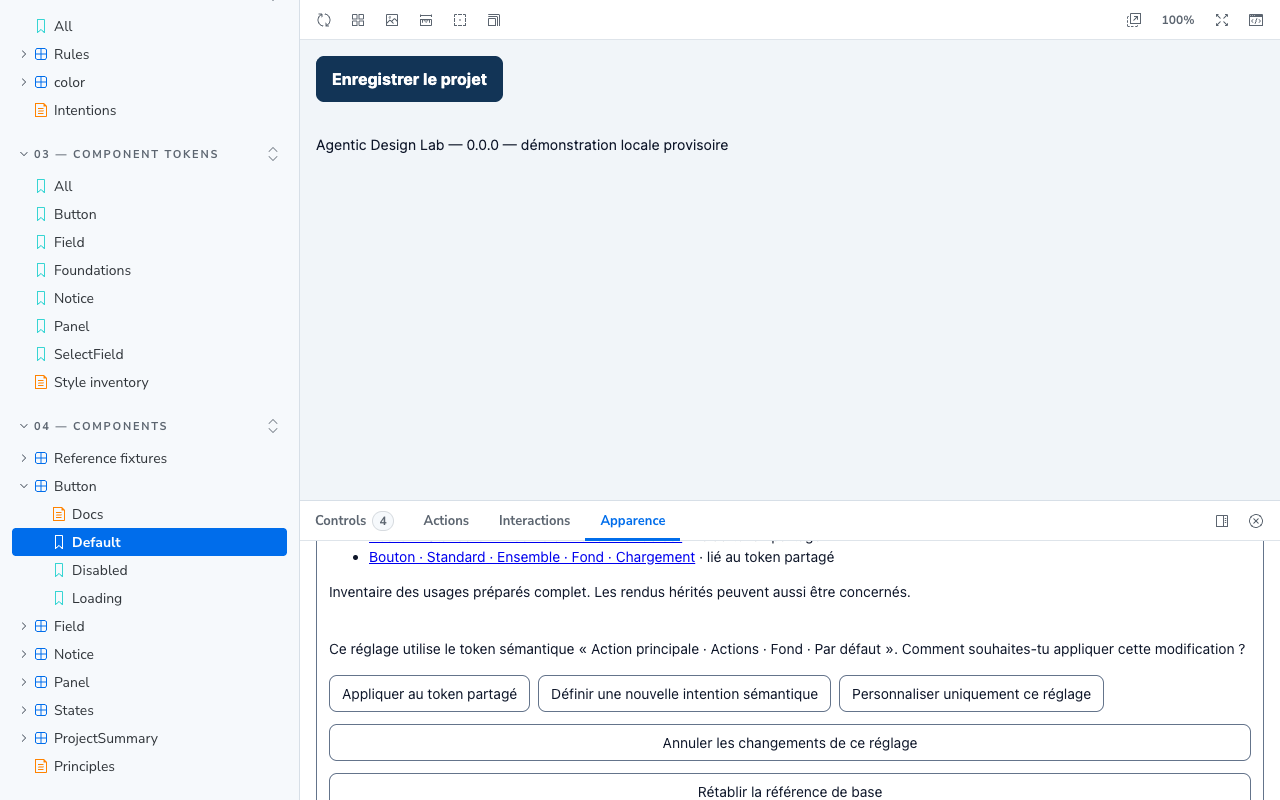 All
Rules
color
Intentions
03 — COMPONENT TOKENS
All
Button
Field
Foundations
Notice
Panel
SelectField
Style inventory
04 — COMPONENTS
Reference fixtures
Button
Docs
Default
Disabled
Loading
Field
Notice
Panel
States
ProjectSummary
Principles
100%
Enregistrer le projet
Agentic Design Lab — 0.0.0 — démonstration locale provisoire
Controls 4 Actions Interactions Apparence
Bouton · Standard · Ensemble · Fond · Chargement · lié au token partagé
Inventaire des usages préparés complet. Les rendus hérités peuvent aussi être concernés.
Ce réglage utilise le token sémantique « Action principale · Actions · Fond · Par défaut ». Comment souhaites-tu appliquer cette modification ?
Appliquer au token partagé Définir une nouvelle intention sémantique Personnaliser uniquement ce réglage
Annuler les changements de ce réglage
Rétablir la référence de base